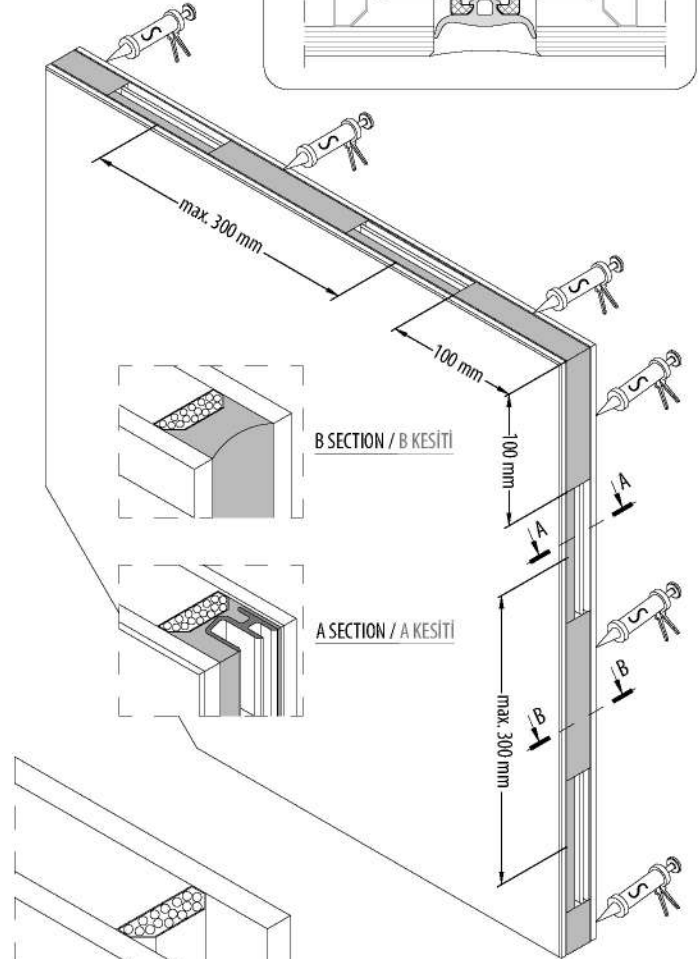 S
S
max. 300 mm
S
100 mm
S
B SECTION / B KESİTİ
100 mm
A
A
A SECTION / A KESİTİ
S
max. 300 mm
B
B
S